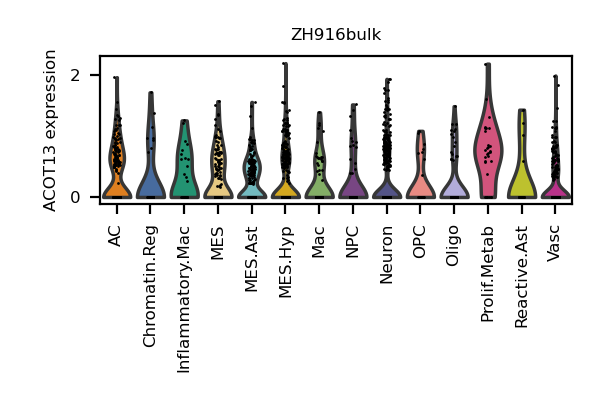 ZH916bulk
ACOT13 expression
2
0
AC
Chromatin.Reg
Inflammatory.Mac
MES
MES.Ast
MES.Hyp
Mac
NPC
Neuron
OPC
Oligo
Prolif.Metab
Reactive.Ast
Vasc